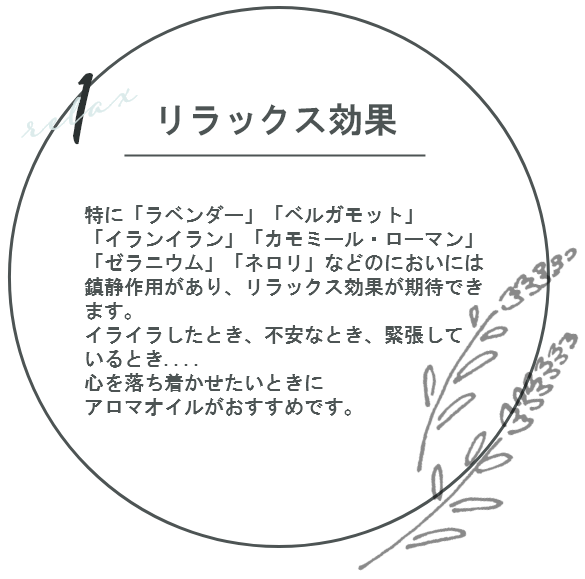 1
relax
リラックス効果
特に「ラベンダー」「ベルガモット」
「イランイラン」「カモミール・ローマン」
「ゼラニウム」「ネロリ」などのにおいには
鎮静作用があり、リラックス効果が期待でき
ます。
イライラしたとき、不安なとき、緊張して
いるとき....
心を落ち着かせたいときに
アロマオイルがおすすめです。